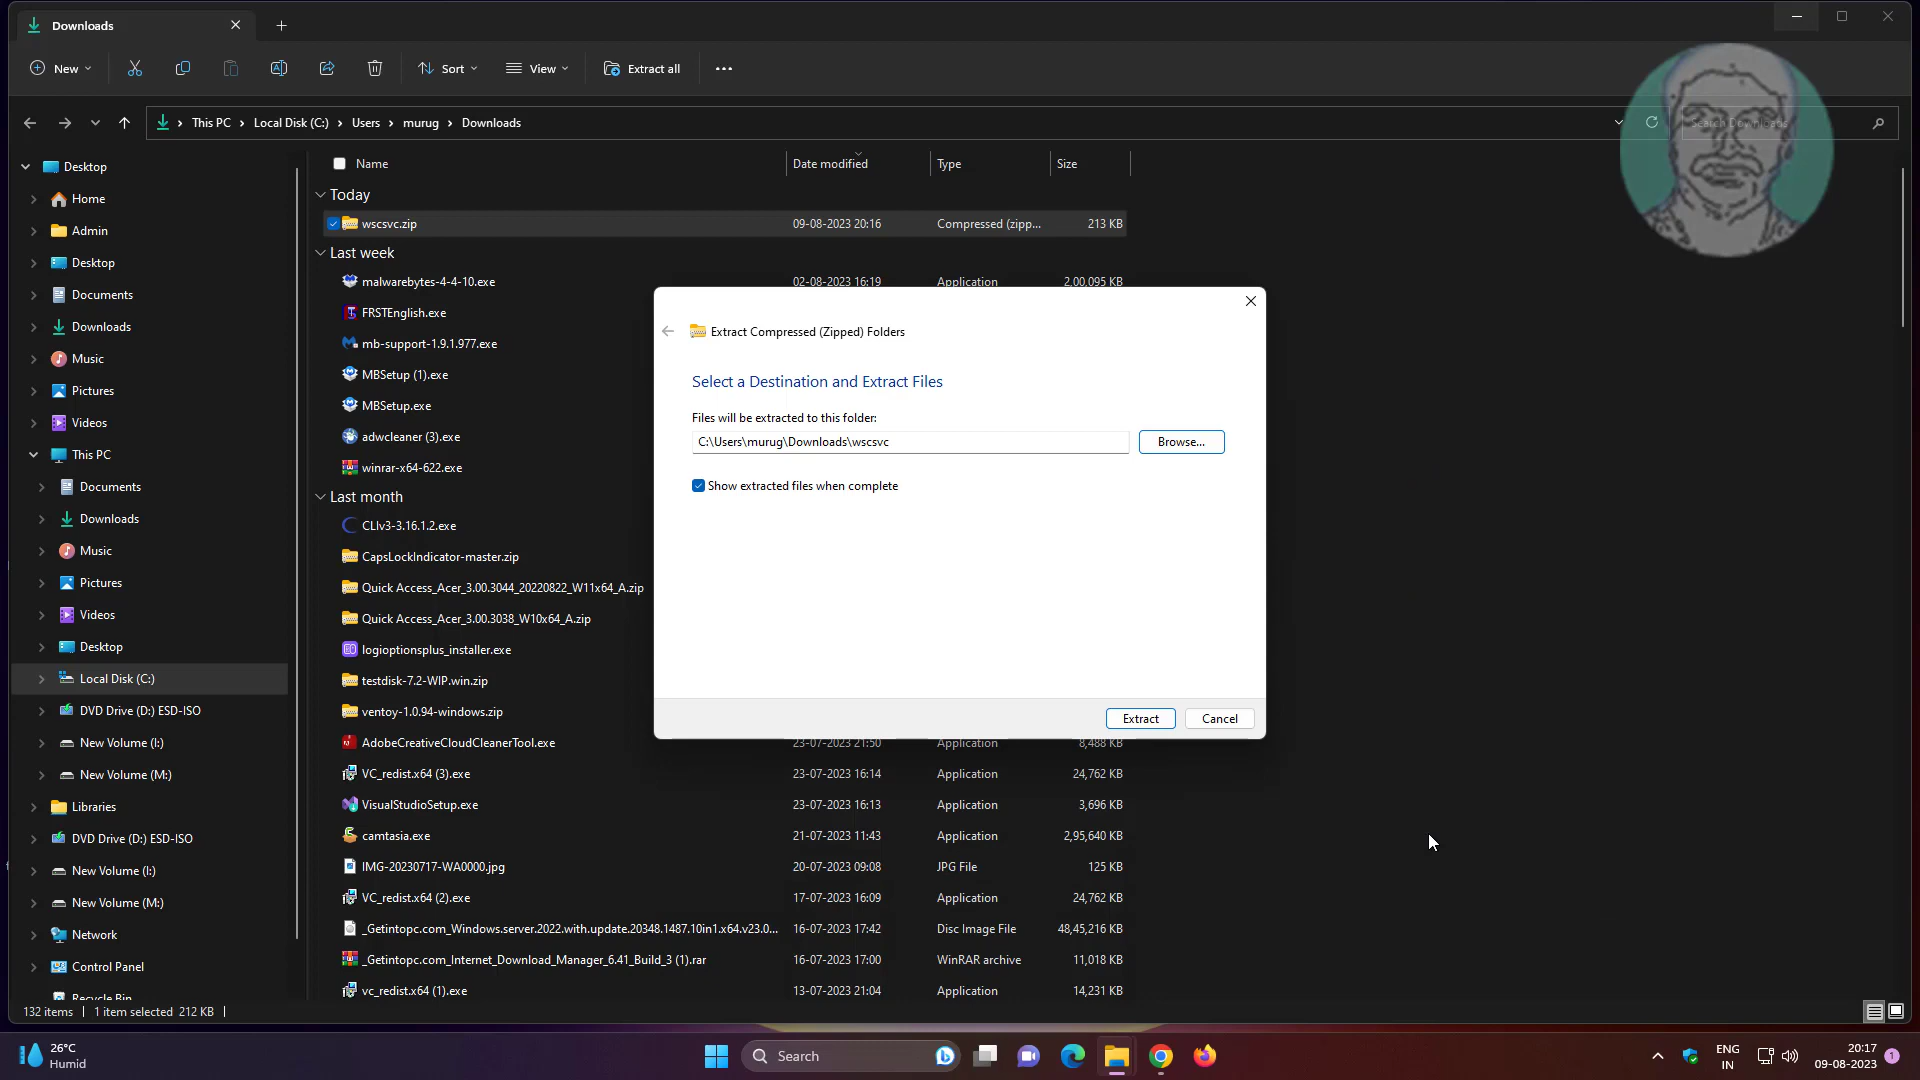 Downloads
New
Sort
View
Extract all
This PC
Local Disk (C:)
Users
murug
Downloads
Search Downloads
Name
Date modified
Type
Size
Desktop
Home
Admin
Desktop
Documents
Downloads
Music
Pictures
Videos
This PC
Documents
Downloads
Music
Pictures
Videos
Desktop
Local Disk (C:)
DVD Drive (D:) ESD-ISO
New Volume (I:)
New Volume (M:)
Libraries
DVD Drive (D:) ESD-ISO
New Volume (I:)
New Volume (M:)
Network
Control Panel
Recycle Bin
Today
wscsvc.zip 09-08-2023 20:16 Compressed (zipp... 213 KB
Last week
malwarebytes-4-4-10.exe 02-08-2023 16:19 Application 2,00,095 KB
FRSTEnglish.exe
mb-support-1.9.1.977.exe
MBSetup (1).exe
MBSetup.exe
adwcleaner (3).exe
winrar-x64-622.exe
Last month
CLIv3-3.16.1.2.exe
CapsLockIndicator-master.zip
Quick Access_Acer_3.00.3044_20220822_W11x64_A.zip
Quick Access_Acer_3.00.3038_W10x64_A.zip
logioptionsplus_installer.exe
testdisk-7.2-WIP.win.zip
ventoy-1.0.94-windows.zip
AdobeCreativeCloudCleanerTool.exe 23-07-2023 21:50 Application 8,488 KB
VC_redist.x64 (3).exe 23-07-2023 16:14 Application 24,762 KB
VisualStudioSetup.exe 23-07-2023 16:13 Application 3,696 KB
camtasia.exe 21-07-2023 11:43 Application 2,95,640 KB
IMG-20230717-WA0000.jpg 20-07-2023 09:08 JPG File 125 KB
VC_redist.x64 (2).exe 17-07-2023 16:09 Application 24,762 KB
_Getintopc.com_Windows.server.2022.with.update.20348.1487.10in1.x64.v23.0... 16-07-2023 17:42 Disc Image File 48,45,216 KB
_Getintopc.com_Internet_Download_Manager_6.41_Build_3 (1).rar 16-07-2023 17:00 WinRAR archive 11,018 KB
vc_redist.x64 (1).exe 13-07-2023 21:04 Application 14,231 KB
Extract Compressed (Zipped) Folders
Select a Destination and Extract Files
Files will be extracted to this folder:
C:\Users\murug\Downloads\wscsvc
Browse...
Show extracted files when complete
Extract
Cancel
132 items
1 item selected 212 KB
26°C
Humid
Search
ENG
IN
20:17
09-08-2023
1